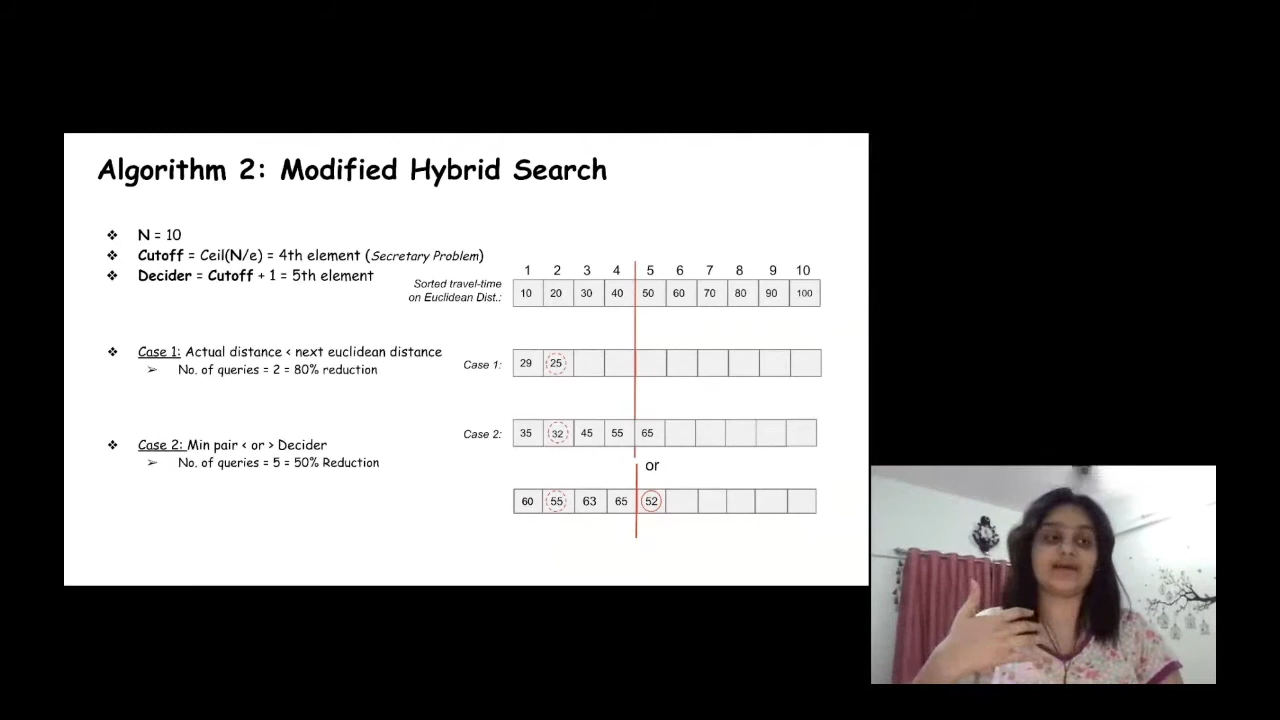 Algorithm 2: Modified Hybrid Search
❖ N = 10
❖ Cutoff = Ceil(N/e) = 4th element (Secretary Problem)
❖ Decider = Cutoff + 1 = 5th element
1 2 3 4 5 6 7 8 9 10
Sorted travel-time
on Euclidean Dist.:
10 20 30 40 50 60 70 80 90 100
❖ Case 1: Actual distance < next euclidean distance
➢ No. of queries = 2 = 80% reduction
Case 1: 29 25
❖ Case 2: Min pair < or > Decider
➢ No. of queries = 5 = 50% Reduction
Case 2: 35 32 45 55 65
or
60 55 63 65 52